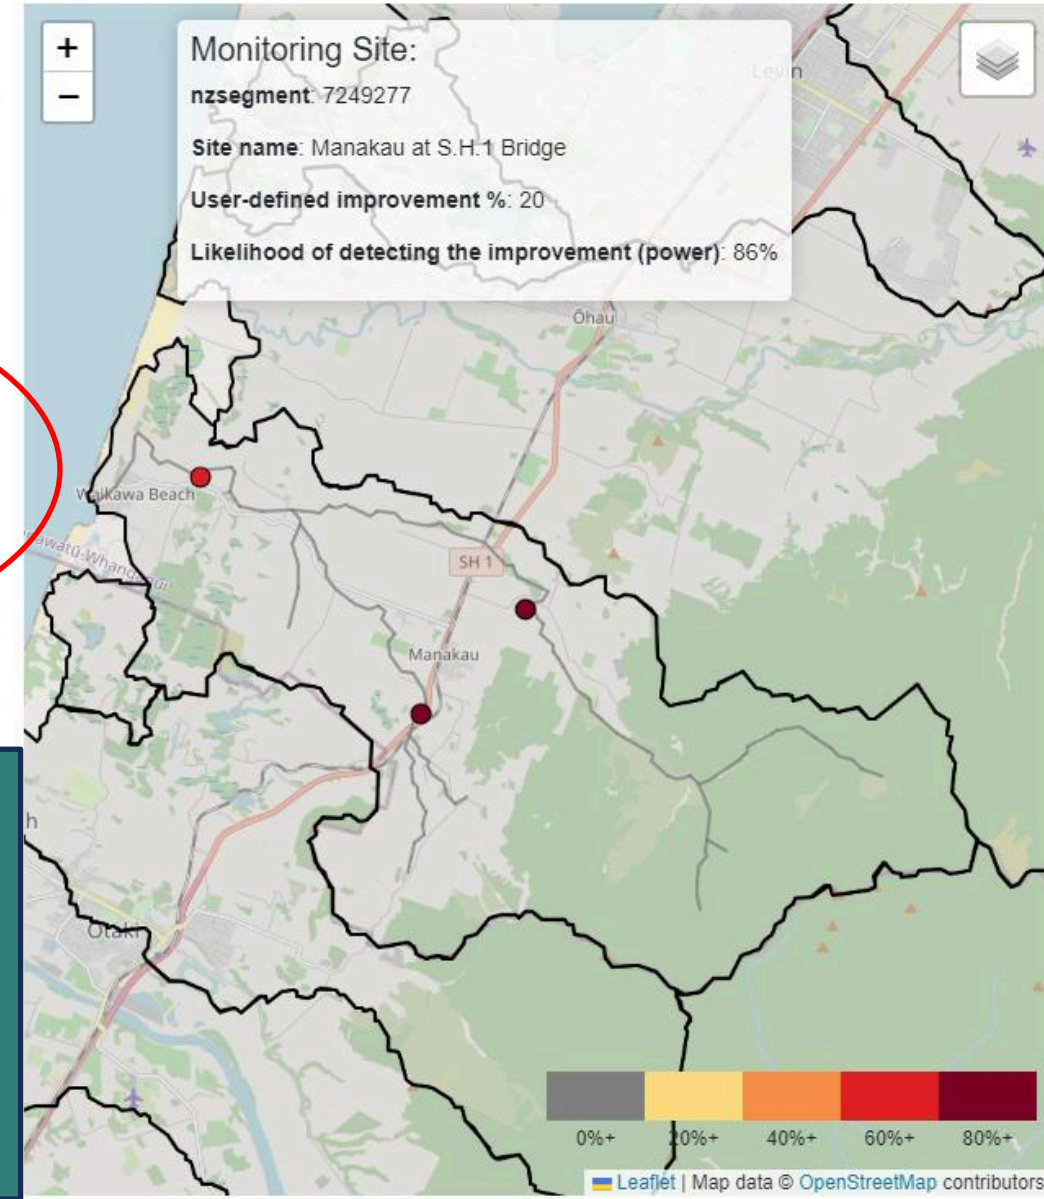 +
−
Monitoring Site:
nzsegment: 7249277
Site name: Manakau at S.H.1 Bridge
User-defined improvement %: 20
Likelihood of detecting the improvement (power): 86%
Levin
Ōhau
Waikawa Beach
SH 1
Manakau
h
Otaki
0%+ 20%+ 40%+ 60%+ 80%+
Leaflet | Map data © OpenStreetMap contributors